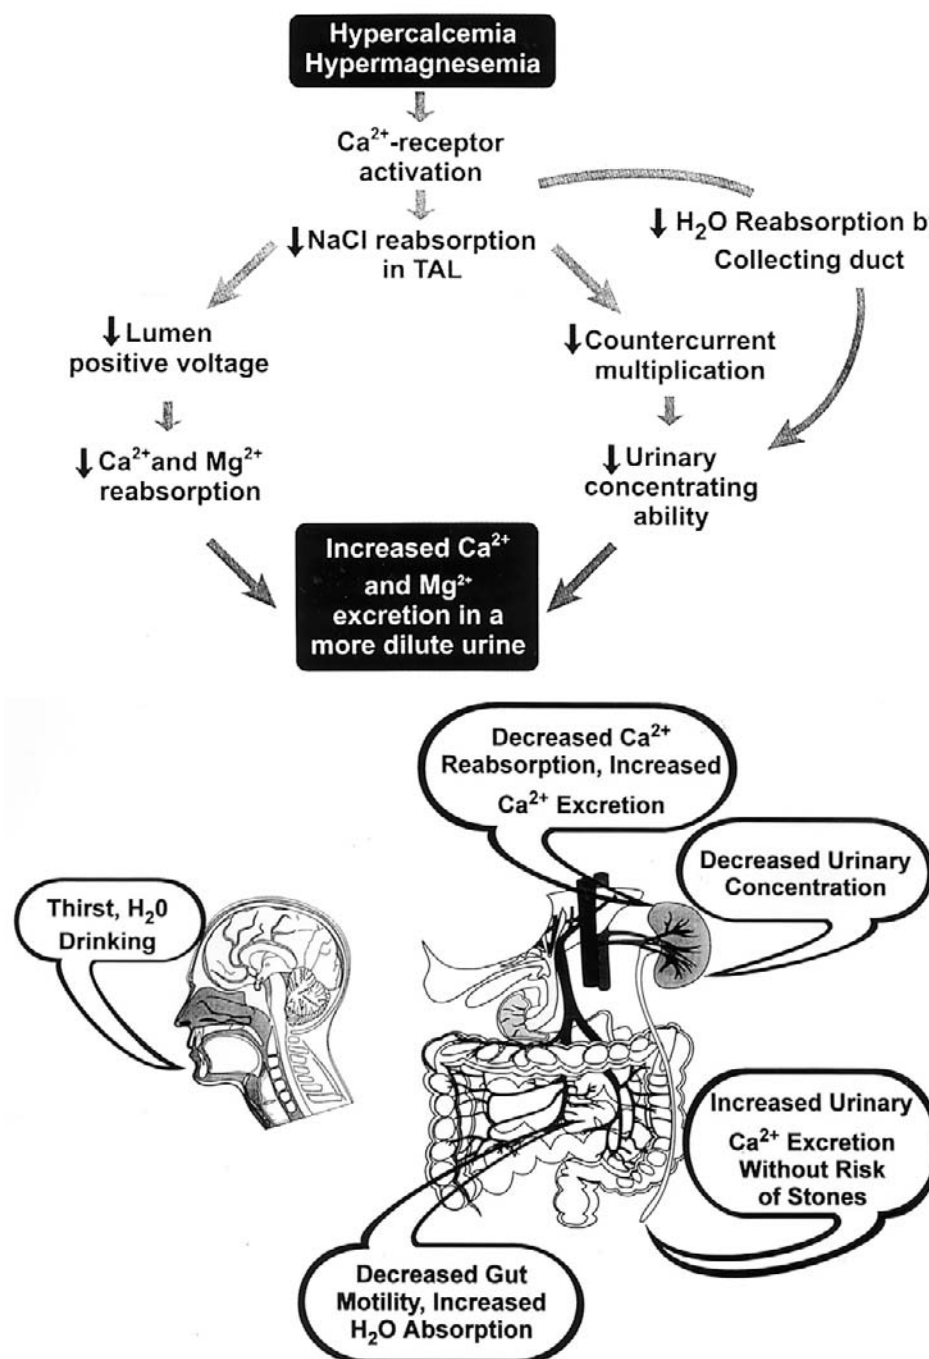 Hypercalcemia
Hypermagnesemia
Ca²⁺-receptor
activation
↓NaCl reabsorption
in TAL
↓ H₂O Reabsorption b
Collecting duct
↓Lumen
positive voltage
↓Countercurrent
multiplication
↓Ca²⁺and Mg²⁺
reabsorption
↓Urinary
concentrating
ability
Increased Ca²⁺
and Mg²⁺
excretion in a
more dilute urine
Decreased Ca²⁺
Reabsorption, Increased
Ca²⁺ Excretion
Decreased Urinary
Concentration
Thirst, H₂0
Drinking
Increased Urinary
Ca²⁺ Excretion
Without Risk
of Stones
Decreased Gut
Motility, Increased
H₂O Absorption